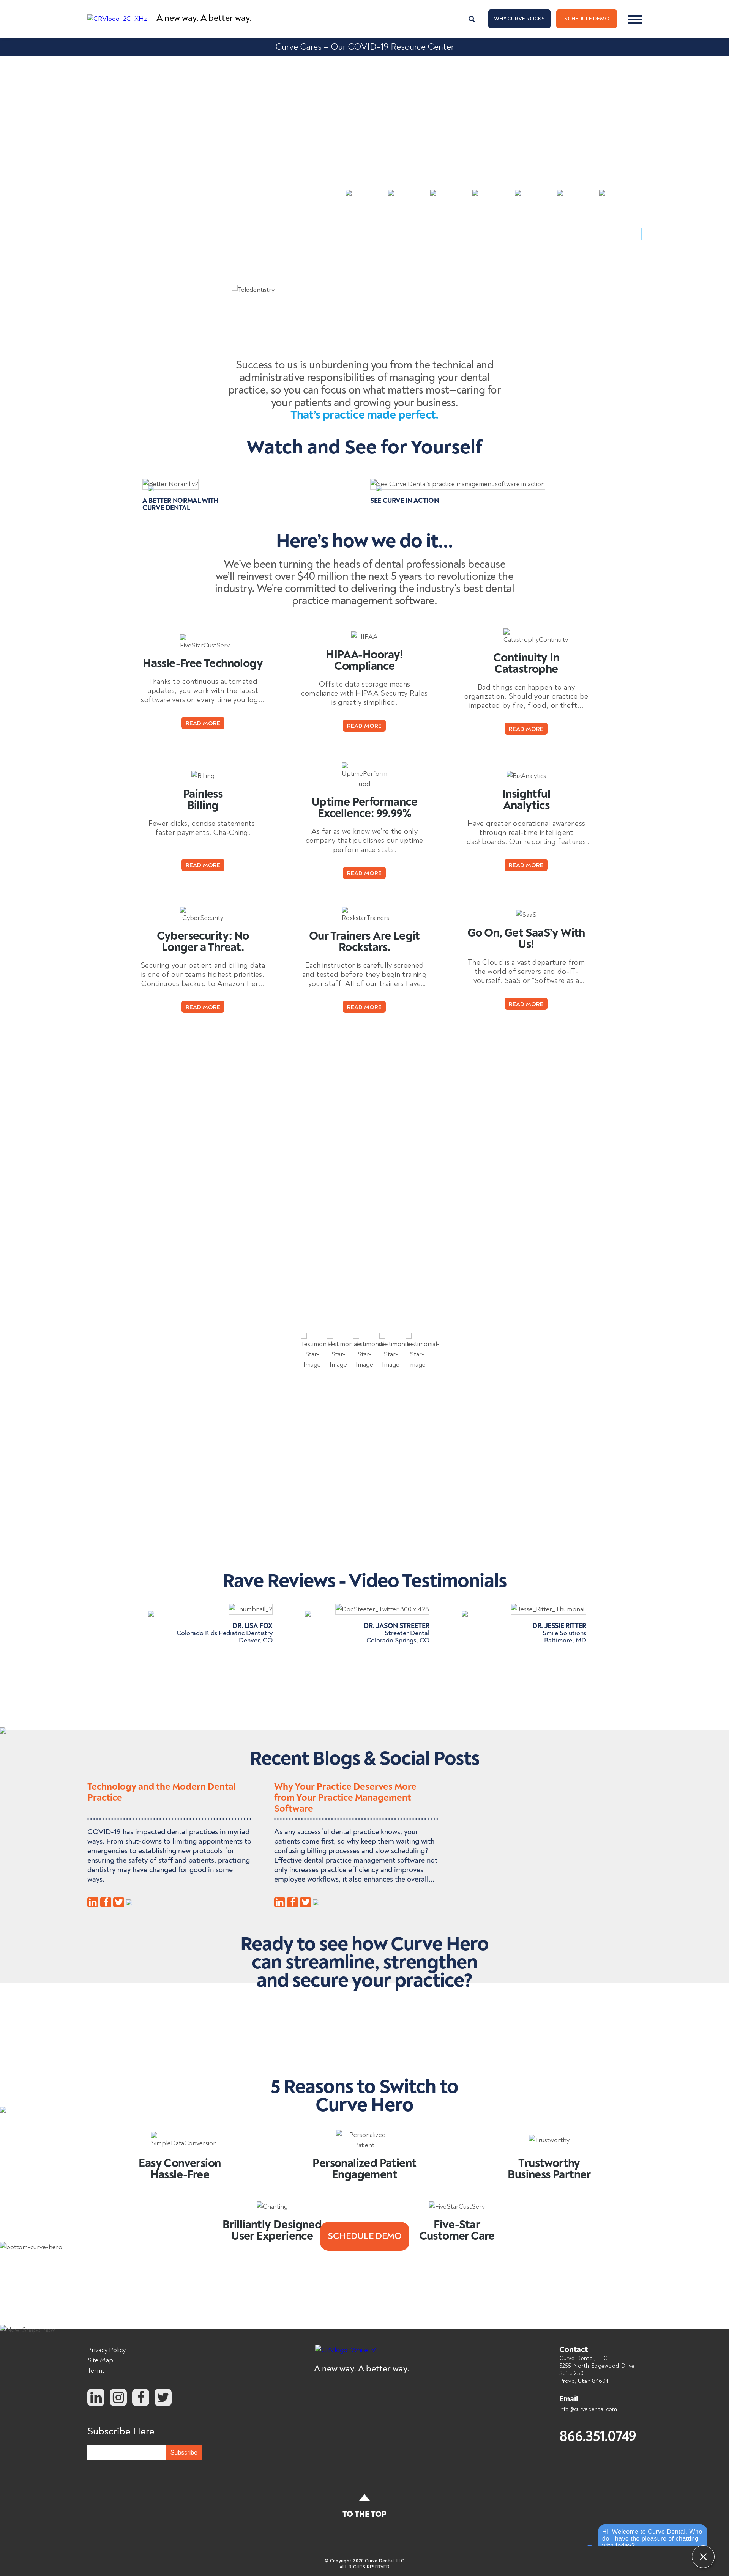 CRVlogo_2C_XHz
A new way. A better way.
WHY CURVE ROCKS
SCHEDULE DEMO
Curve Cares – Our COVID-19 Resource Center
Teledentistry
Success to us is unburdening you from the technical and
administrative responsibilities of managing your dental
practice, so you can focus on what matters most—caring for
your patients and growing your business.
That's practice made perfect.
Watch and See for Yourself
Better Noraml v2
A BETTER NORMAL WITH
CURVE DENTAL
See Curve Dental's practice management software in action
SEE CURVE IN ACTION
Here's how we do it...
We've been turning the heads of dental professionals because
we'll reinvest over $40 million the next 5 years to revolutionize the
industry. We're committed to delivering the industry's best dental
practice management software.
FiveStarCustServ
Hassle-Free Technology
Thanks to continuous automated
updates, you work with the latest
software version every time you log...
READ MORE
HIPAA
HIPAA-Hooray!
Compliance
Offsite data storage means
compliance with HIPAA Security Rules
is greatly simplified.
READ MORE
CatastrophyContinuity
Continuity In
Catastrophe
Bad things can happen to any
organization. Should your practice be
impacted by fire, flood, or theft...
READ MORE
Billing
Painless
Billing
Fewer clicks, concise statements,
faster payments. Cha-Ching.
READ MORE
UptimePerform-
upd
Uptime Performance
Excellence: 99.99%
As far as we know we're the only
company that publishes our uptime
performance stats.
READ MORE
BizAnalytics
Insightful
Analytics
Have greater operational awareness
through real-time intelligent
dashboards. Our reporting features..
READ MORE
CyberSecurity
Cybersecurity: No
Longer a Threat.
Securing your patient and billing data
is one of our team's highest priorities.
Continuous backup to Amazon Tier...
READ MORE
RoxkstarTrainers
Our Trainers Are Legit
Rockstars.
Each instructor is carefully screened
and tested before they begin training
your staff. All of our trainers have...
READ MORE
SaaS
Go On, Get SaaS'y With
Us!
The Cloud is a vast departure from
the world of servers and do-IT-
yourself. SaaS or "Software as a...
READ MORE
Testimonial-
Star-
Image
Testimonial-
Star-
Image
Testimonial-
Star-
Image
Testimonial-
Star-
Image
Testimonial-
Star-
Image
Rave Reviews - Video Testimonials
Thumbnail_2
DR. LISA FOX
Colorado Kids Pediatric Dentistry
Denver, CO
DocSteeter_Twitter 800 x 428
DR. JASON STREETER
Streeter Dental
Colorado Springs, CO
Jesse_Ritter_Thumbnail
DR. JESSIE RITTER
Smile Solutions
Baltimore, MD
Recent Blogs & Social Posts
Technology and the Modern Dental
Practice
COVID-19 has impacted dental practices in myriad
ways. From shut-downs to limiting appointments to
emergencies to establishing new protocols for
ensuring the safety of staff and patients, practicing
dentistry may have changed for good in some
ways.
Why Your Practice Deserves More
from Your Practice Management
Software
As any successful dental practice knows, your
patients come first, so why keep them waiting with
confusing billing processes and slow scheduling?
Effective dental practice management software not
only increases practice efficiency and improves
employee workflows, it also enhances the overall...
Ready to see how Curve Hero
can streamline, strengthen
and secure your practice?
5 Reasons to Switch to
Curve Hero
SimpleDataConversion
Easy Conversion
Hassle-Free
Personalized
Patient
Personalized Patient
Engagement
Trustworthy
Trustworthy
Business Partner
Charting
Brilliantly Designed
User Experience
SCHEDULE DEMO
FiveStarCustServ
Five-Star
Customer Care
bottom-curve-hero
Privacy Policy
Site Map
Terms
Subscribe Here
Subscribe
A new way. A better way.
Contact
Curve Dental. LLC
5255 North Edgewood Drive
Suite 250
Provo, Utah 84604
Email
info@curvedental.com
866.351.0749
TO THE TOP
Hi! Welcome to Curve Dental. Who
do I have the pleasure of chatting
with today?
© Copyright 2020 Curve Dental, LLC
ALL RIGHTS RESERVED